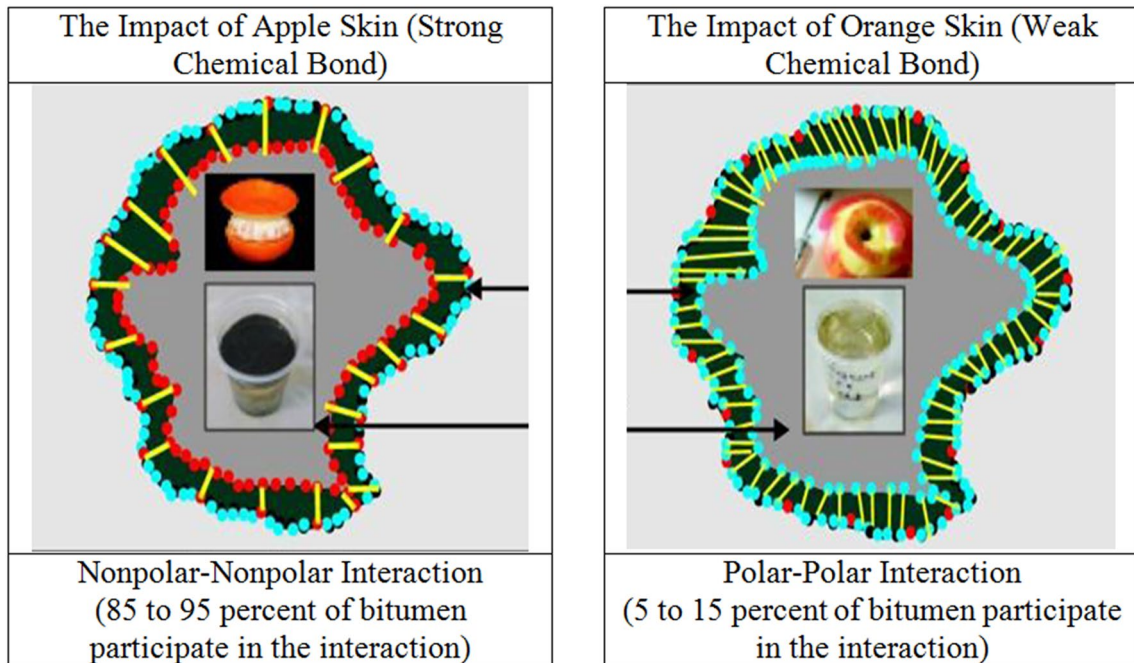 The Impact of Apple Skin (Strong
Chemical Bond)
The Impact of Orange Skin (Weak
Chemical Bond)
Nonpolar-Nonpolar Interaction
(85 to 95 percent of bitumen
participate in the interaction)
Polar-Polar Interaction
(5 to 15 percent of bitumen participate
in the interaction)